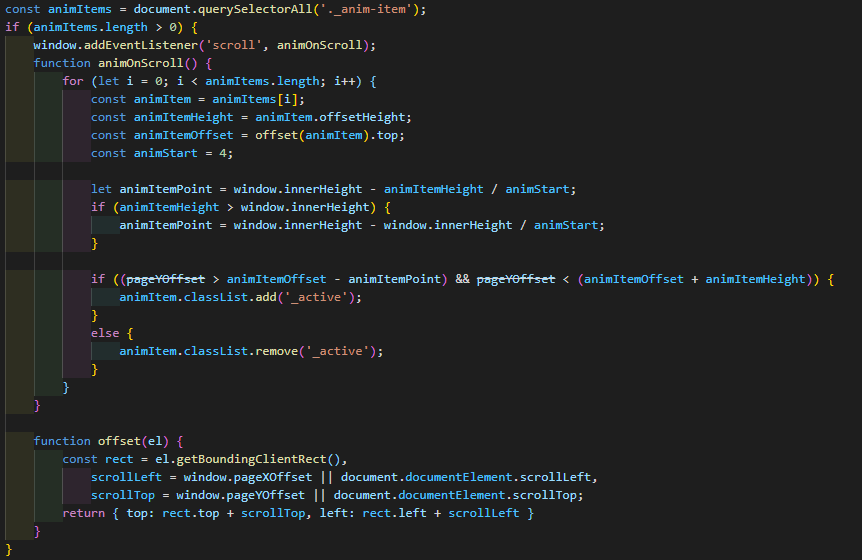 const animItems = document.querySelectorAll('._anim-item');
if (animItems.length > 0) {
    window.addEventListener('scroll', animOnScroll);
    function animOnScroll() {
        for (let i = 0; i < animItems.length; i++) {
            const animItem = animItems[i];
            const animItemHeight = animItem.offsetHeight;
            const animItemOffset = offset(animItem).top;
            const animStart = 4;

            let animItemPoint = window.innerHeight - animItemHeight / animStart;
            if (animItemHeight > window.innerHeight) {
                animItemPoint = window.innerHeight - window.innerHeight / animStart;
            }

            if ((pageYOffset > animItemOffset - animItemPoint) && pageYOffset < (animItemOffset + animItemHeight)) {
                animItem.classList.add('_active');
            }
            else {
                animItem.classList.remove('_active');
            }
        }
    }

    function offset(el) {
        const rect = el.getBoundingClientRect(),
            scrollLeft = window.pageXOffset || document.documentElement.scrollLeft,
            scrollTop = window.pageYOffset || document.documentElement.scrollTop;
        return { top: rect.top + scrollTop, left: rect.left + scrollLeft }
    }
}